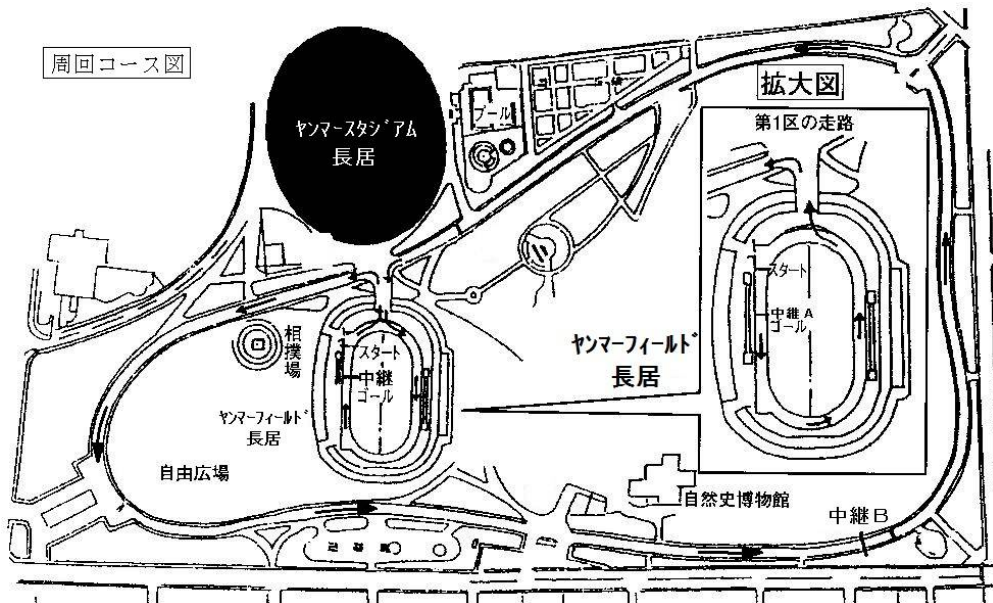 周回コース図
ヤンマースタジアム
長居
プール
拡大図
第1区の走路
スタート
中継A
ゴール
ヤンマーフィールド
長居
相撲場
スタート
中継
ゴール
ヤンマーフィールド
長居
自由広場
自然史博物館
中継B